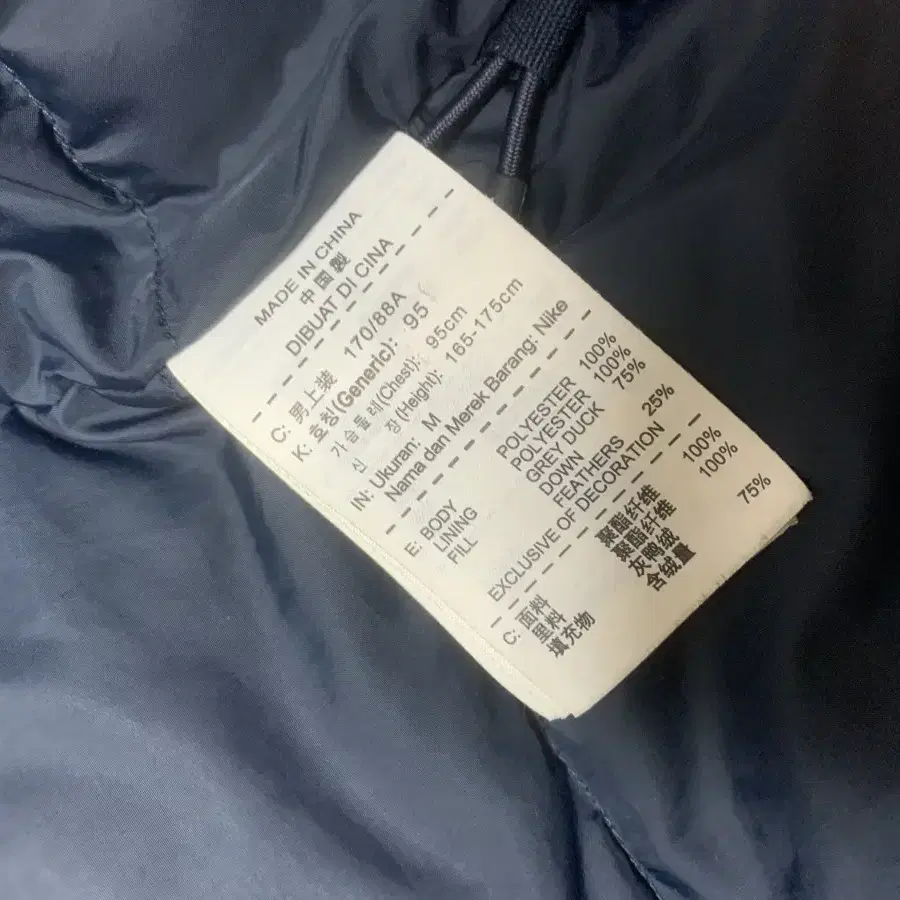 MADE IN CHINA
中国製
DIBUAT DI CINA
C: 男上装 170/88A
K: 호칭(Generic): 95
가슴둘레(Chest): 95cm
신 장(Height): 165-175cm
IN: Ukuran: M
Nama dan Merek Barang: Nike
E: BODY POLYESTER 100%
LINING POLYESTER 100%
FILL GREY DUCK 75%
DOWN
FEATHERS 25%
EXCLUSIVE OF DECORATION
C: 面料 聚酯纤维 100%
里料 聚酯纤维 100%
填充物 灰鸭绒
含绒量 75%